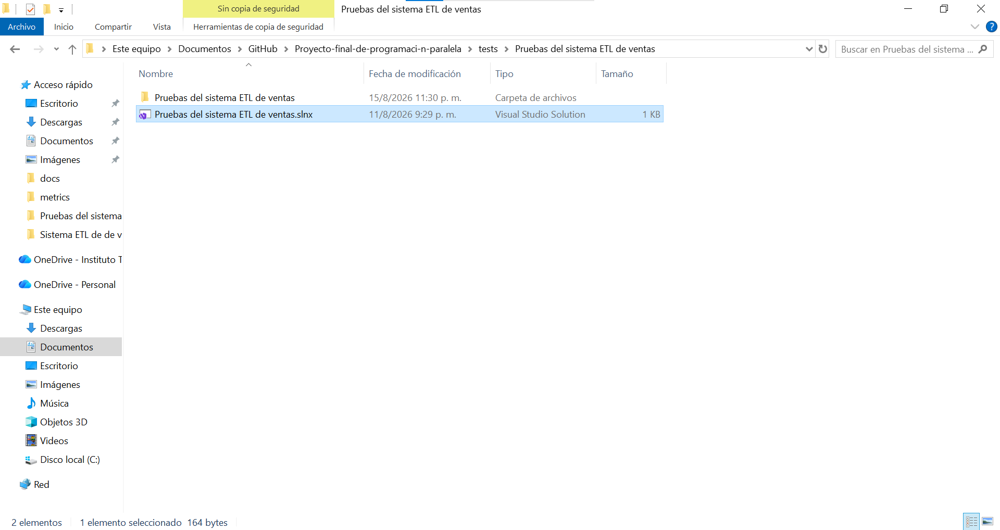 Sin copia de seguridad
Pruebas del sistema ETL de ventas
Archivo Inicio Compartir Vista Herramientas de copia de seguridad ?
Este equipo Documentos GitHub Proyecto-final-de-programaci-n-paralela tests Pruebas del sistema ETL de ventas
Buscar en Pruebas del sistema ...
Nombre Fecha de modificación Tipo Tamaño
Pruebas del sistema ETL de ventas 15/8/2026 11:30 p. m. Carpeta de archivos
Pruebas del sistema ETL de ventas.slnx 11/8/2026 9:29 p. m. Visual Studio Solution 1 KB
Acceso rápido
Escritorio
Descargas
Documentos
Imágenes
docs
metrics
Pruebas del sistema
Sistema ETL de de v
OneDrive - Instituto T
OneDrive - Personal
Este equipo
Descargas
Documentos
Escritorio
Imágenes
Música
Objetos 3D
Videos
Disco local (C:)
Red
2 elementos 1 elemento seleccionado 164 bytes